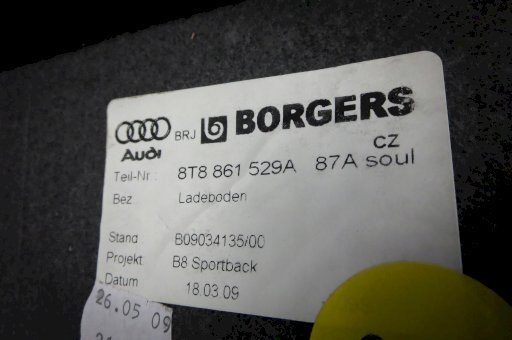 BRJ BORGERS
Audi CZ
Teil-Nr.: 8T8 861 529A 87A soul
Bez Ladeboden
Stand B09034135/00
Projekt B8 Sportback
Datum 18.03.09
26.05 09